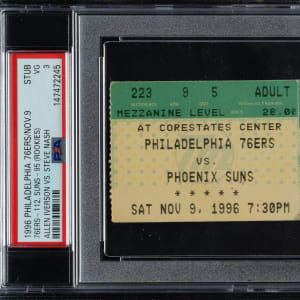 1996 PHILADELPHIA 76ERS/NOV.9
76ERS - 112, SUNS - 95 (ROOKIES)
ALLEN IVERSON VS. STEVE NASH
STUB
VG
3
147472245
PSA
223 9 5 ADULT
MEZZANINE LEVEL 28.00
AT CORESTATES CENTER
PHILADELPHIA 76ERS
VS.
PHOENIX SUNS
* * * * *
SAT NOV 9, 1996 7:30PM